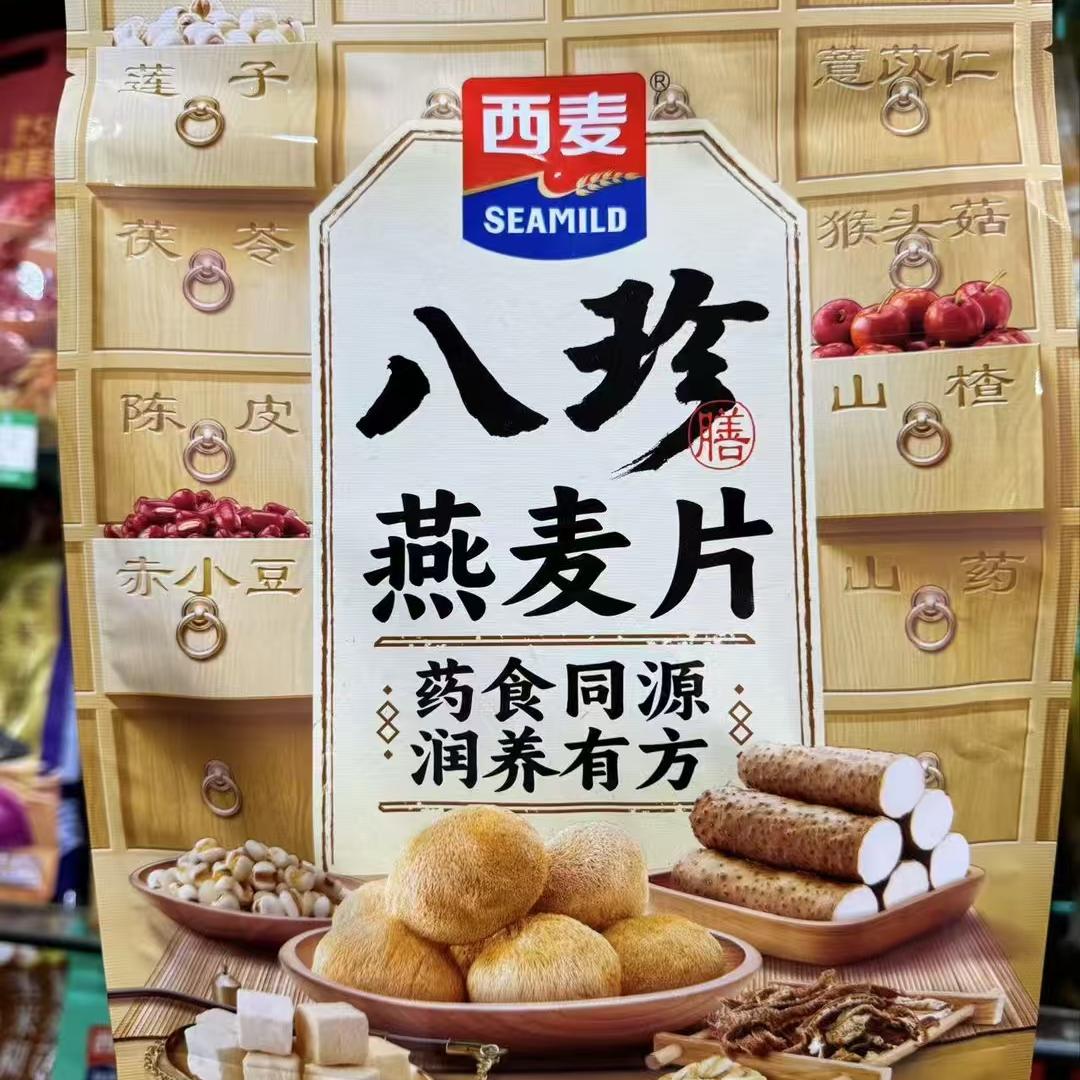 西麦®
SEAMILD
八珍
膳
燕麦片
药食同源
润养有方
莲子
茯苓
陈皮
赤小豆
薏苡仁
猴头菇
山楂
山药